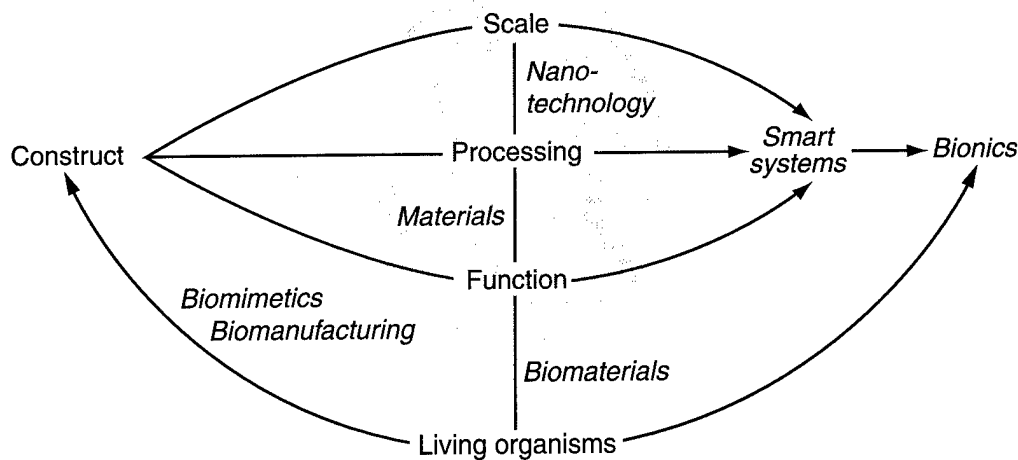 Scale
Nano-
technology
Construct
Processing
Smart
systems
Bionics
Materials
Function
Biomimetics
Biomanufacturing
Biomaterials
Living organisms